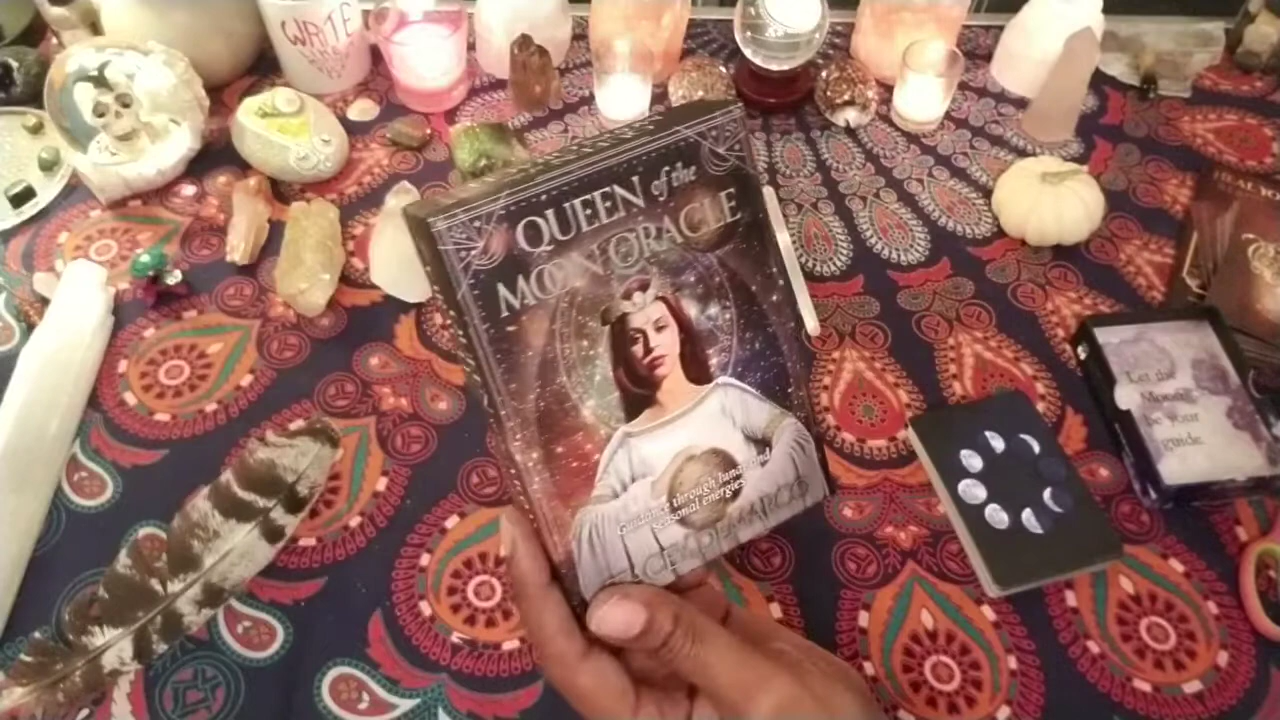 WRITE
QUEEN of the
MOON ORACLE
Guidance through lunar and
seasonal energies
Let the
Moon
be your
guide.